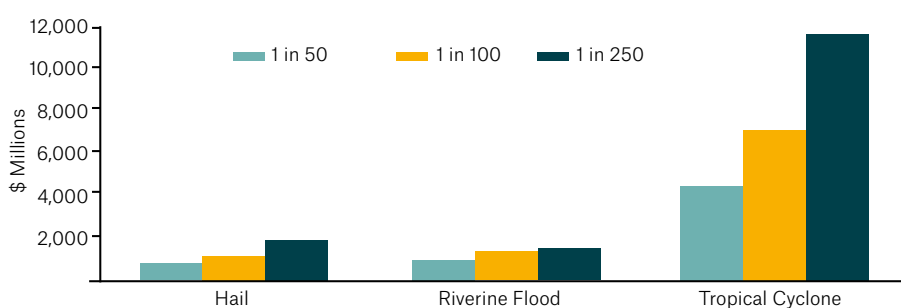 12,000
1 in 50 1 in 100 1 in 250
10,000
8,000
6,000
4,000
2,000
$ Millions
Hail Riverine Flood Tropical Cyclone